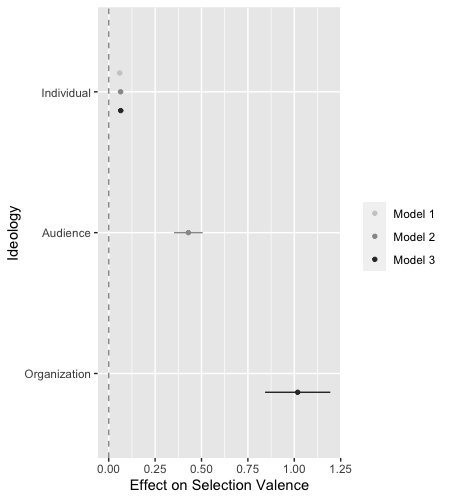 Ideology
Individual
Audience
Organization
0.00 0.25 0.50 0.75 1.00 1.25
Effect on Selection Valence
Model 1
Model 2
Model 3